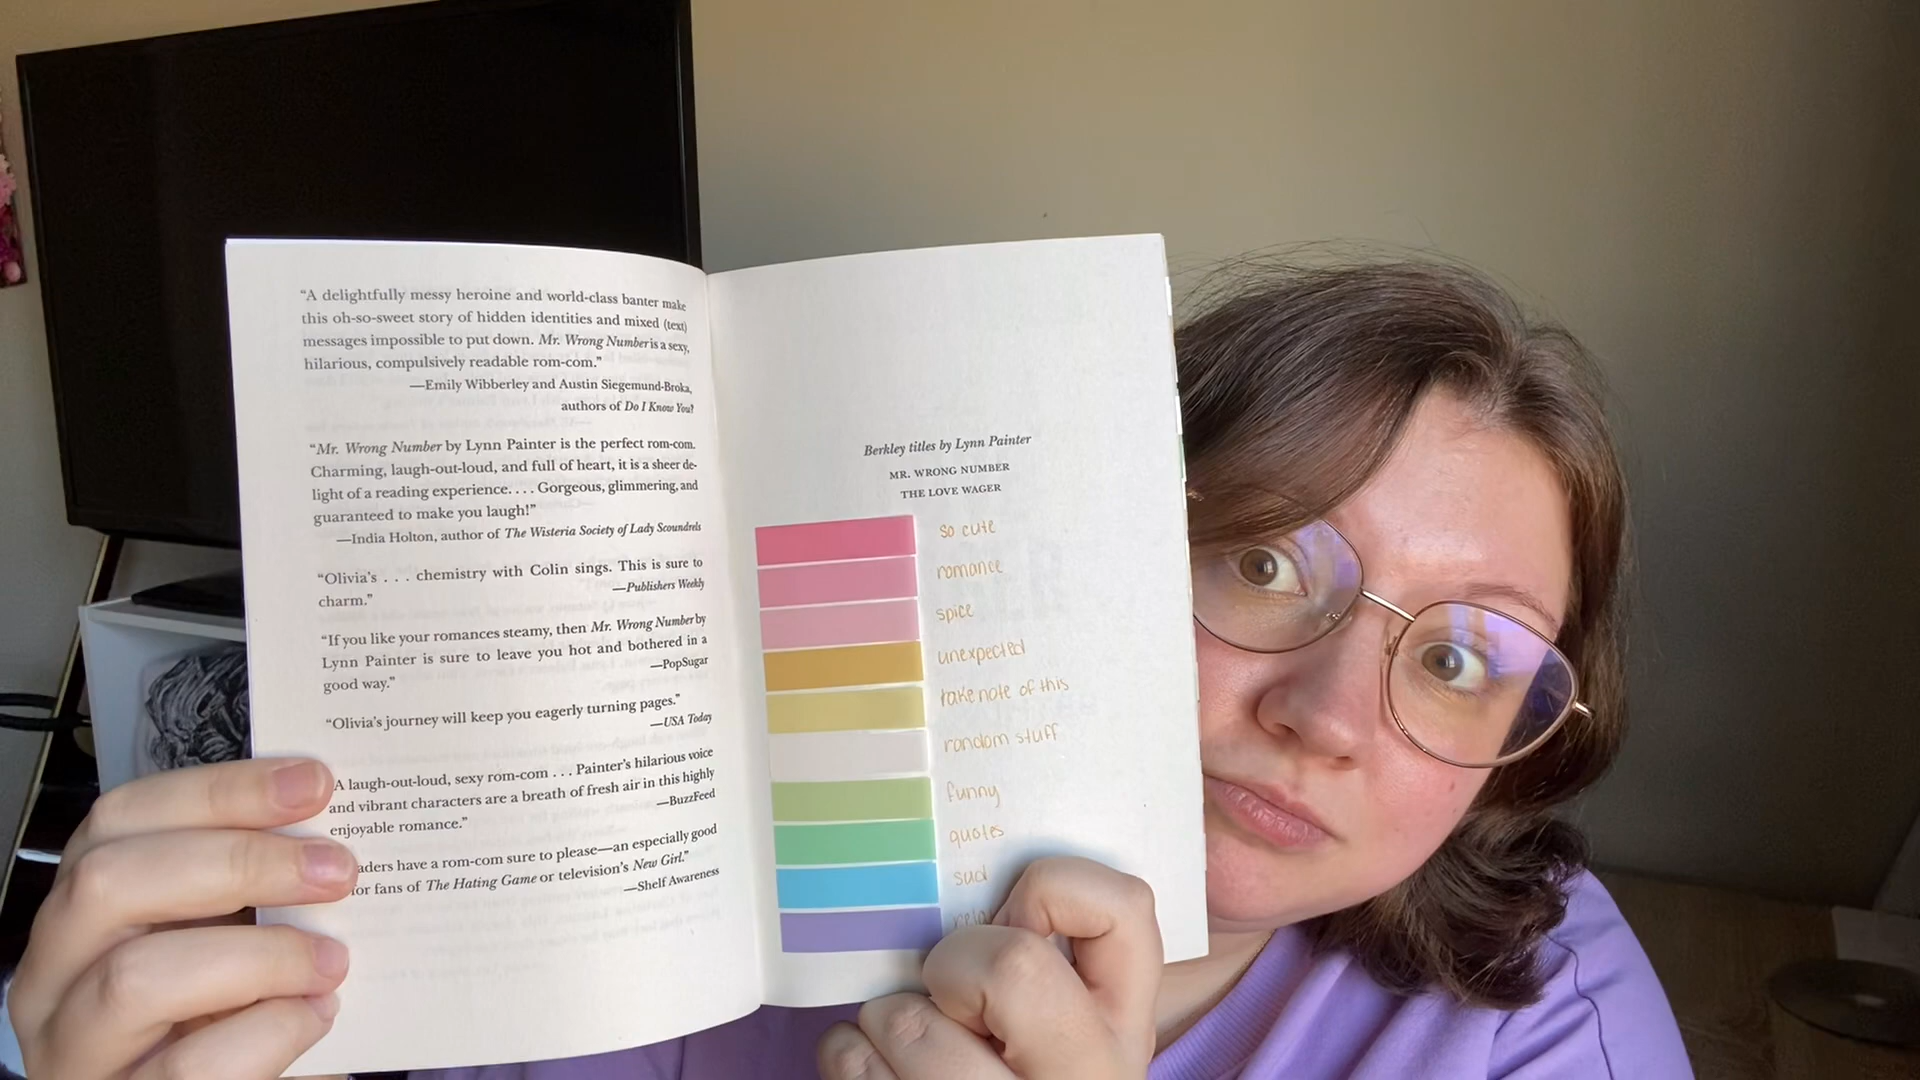 “A delightfully messy heroine and world-class banter make
this oh-so-sweet story of hidden identities and mixed (text)
messages impossible to put down. Mr. Wrong Number is a sexy,
hilarious, compulsively readable rom-com.”
—Emily Wibberley and Austin Siegemund-Broka,
authors of Do I Know You?
“Mr. Wrong Number by Lynn Painter is the perfect rom-com.
Charming, laugh-out-loud, and full of heart, it is a sheer de-
light of a reading experience. . . . Gorgeous, glimmering, and
guaranteed to make you laugh!”
—India Holton, author of The Wisteria Society of Lady Scoundrels
“Olivia’s . . . chemistry with Colin sings. This is sure to
charm.”
—Publishers Weekly
“If you like your romances steamy, then Mr. Wrong Number by
Lynn Painter is sure to leave you hot and bothered in a
good way.”
—PopSugar
“Olivia’s journey will keep you eagerly turning pages.”
—USA Today
A laugh-out-loud, sexy rom-com . . . Painter’s hilarious voice
and vibrant characters are a breath of fresh air in this highly
enjoyable romance.”
—BuzzFeed
aders have a rom-com sure to please—an especially good
for fans of The Hating Game or television’s New Girl.”
—Shelf Awareness
Berkley titles by Lynn Painter
MR. WRONG NUMBER
THE LOVE WAGER
so cute
romance
spice
unexpected
take note of this
random stuff
funny
quotes
sad